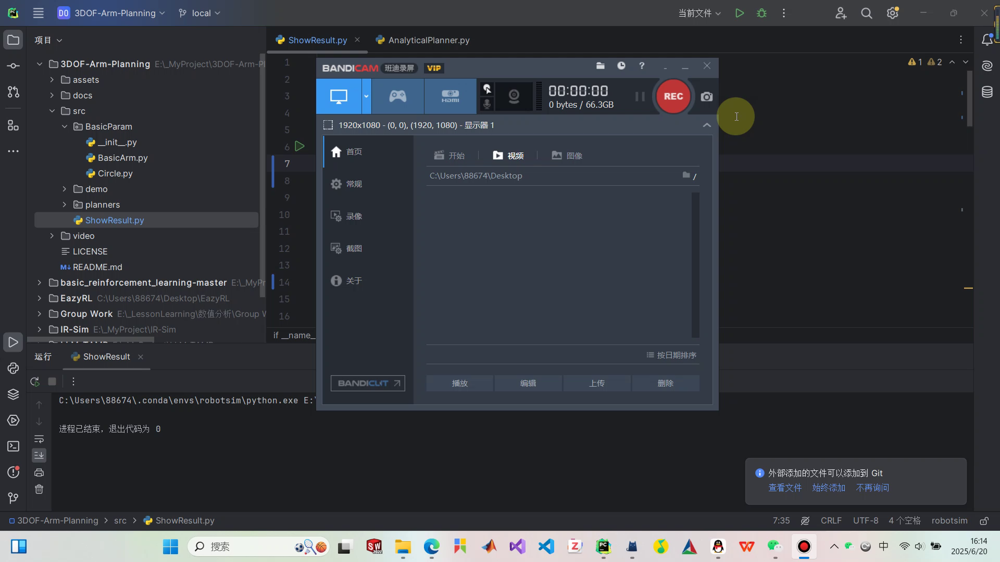 3DOF-Arm-Planning
local
当前文件
项目
ShowResult.py
AnalyticalPlanner.py
3DOF-Arm-Planning E:\_MyProject\3DOF-Arm-Pl
assets
docs
src
BasicParam
__init__.py
BasicArm.py
Circle.py
demo
planners
ShowResult.py
video
LICENSE
README.md
basic_reinforcement_learning-master E:\_MyPr
EazyRL C:\Users\88674\Desktop\EazyRL
Group Work E:\_LessonLearning\数值分析\Group W
IR-Sim E:\_MyProject\IR-Sim
1
2
3
4
5
6
7
8
9
10
11
12
13
14
15
16
1 2
if __name_
BANDICAM 班迪录屏 VIP
HDMI
00:00:00
0 bytes / 66.3GB
REC
1920x1080 - (0, 0), (1920, 1080) - 显示器 1
首页
常规
录像
截图
关于
BANDICUT
开始
视频
图像
C:\Users\88674\Desktop
/
按日期排序
播放
编辑
上传
删除
运行
ShowResult
C:\Users\88674\.conda\envs\robotsim\python.exe E:\
进程已结束，退出代码为 0
外部添加的文件可以添加到 Git
查看文件 始终添加 不再询问
3DOF-Arm-Planning > src > ShowResult.py
7:35 CRLF UTF-8 4 个空格 robotsim
搜索
中
16:14
2025/6/20